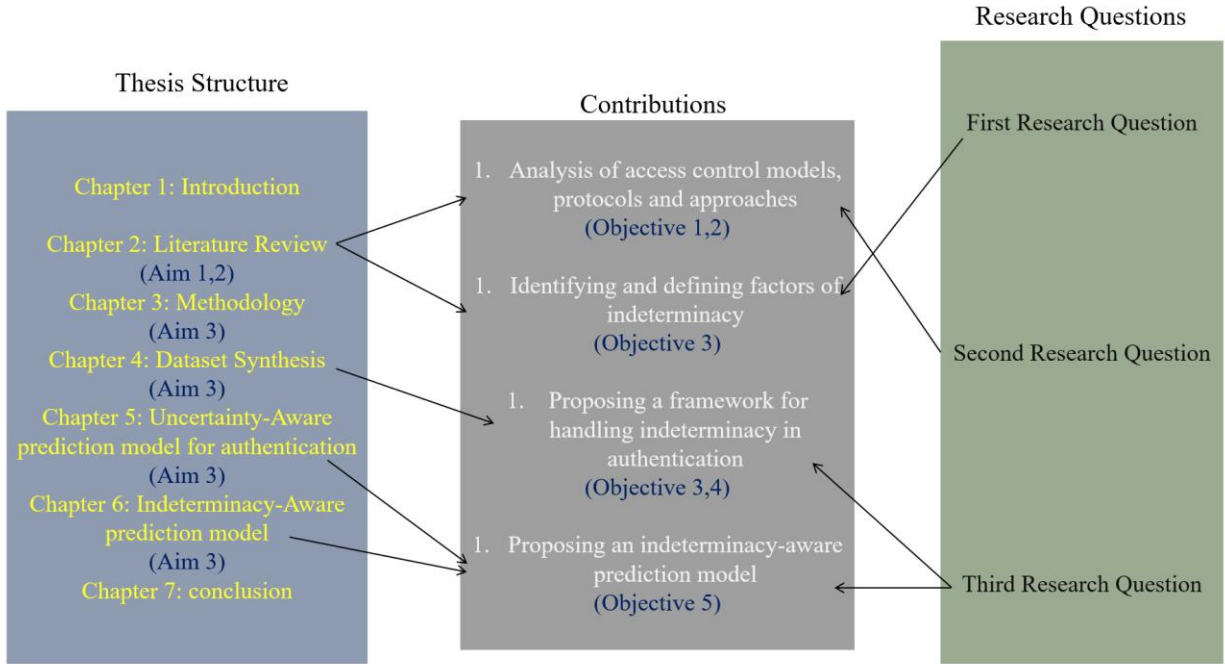 Thesis Structure
Chapter 1: Introduction
Chapter 2: Literature Review
(Aim 1,2)
Chapter 3: Methodology
(Aim 3)
Chapter 4: Dataset Synthesis
(Aim 3)
Chapter 5: Uncertainty-Aware
prediction model for authentication
(Aim 3)
Chapter 6: Indeterminacy-Aware
prediction model
(Aim 3)
Chapter 7: conclusion
Contributions
1. Analysis of access control models,
protocols and approaches
(Objective 1,2)
1. Identifying and defining factors of
indeterminacy
(Objective 3)
1. Proposing a framework for
handling indeterminacy in
authentication
(Objective 3,4)
1. Proposing an indeterminacy-aware
prediction model
(Objective 5)
Research Questions
First Research Question
Second Research Question
Third Research Question